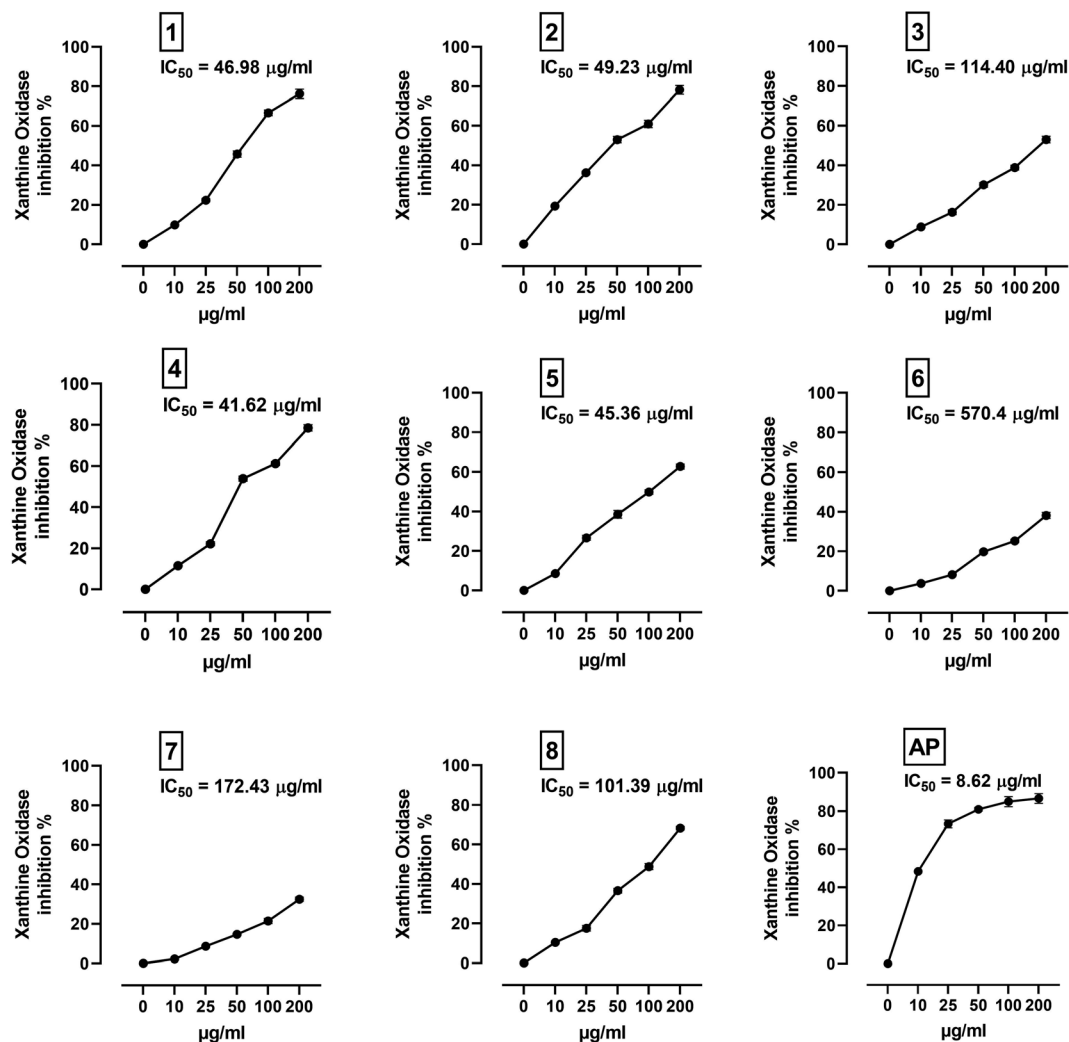 1
IC50 = 46.98 μg/ml
100
80
60
40
20
0
Xanthine Oxidase
inhibition %
0 10 25 50 100 200
μg/ml
2
IC50 = 49.23 μg/ml
100
80
60
40
20
0
Xanthine Oxidase
inhibition %
0 10 25 50 100 200
μg/ml
3
IC50 = 114.40 μg/ml
100
80
60
40
20
0
Xanthine Oxidase
inhibition %
0 10 25 50 100 200
μg/ml
4
IC50 = 41.62 μg/ml
100
80
60
40
20
0
Xanthine Oxidase
inhibition %
0 10 25 50 100 200
μg/ml
5
IC50 = 45.36 μg/ml
100
80
60
40
20
0
Xanthine Oxidase
inhibition %
0 10 25 50 100 200
μg/ml
6
IC50 = 570.4 μg/ml
100
80
60
40
20
0
Xanthine Oxidase
inhibition %
0 10 25 50 100 200
μg/ml
7
IC50 = 172.43 μg/ml
100
80
60
40
20
0
Xanthine Oxidase
inhibition %
0 10 25 50 100 200
μg/ml
8
IC50 = 101.39 μg/ml
100
80
60
40
20
0
Xanthine Oxidase
inhibition %
0 10 25 50 100 200
μg/ml
AP
IC50 = 8.62 μg/ml
100
80
60
40
20
0
Xanthine Oxidase
inhibition %
0 10 25 50 100 200
μg/ml